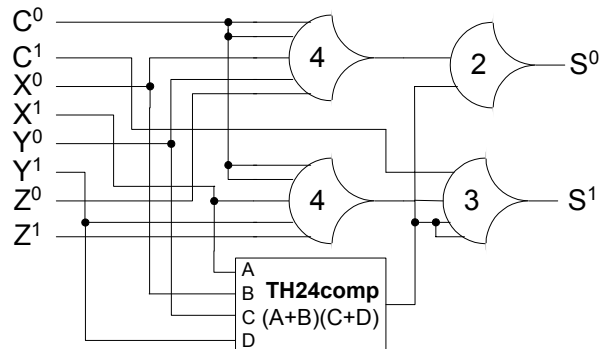 C⁰
C¹
X⁰
X¹
Y⁰
Y¹
Z⁰
Z¹
4
2
S⁰
4
3
S¹
A
B
C
D
TH24comp
(A+B)(C+D)